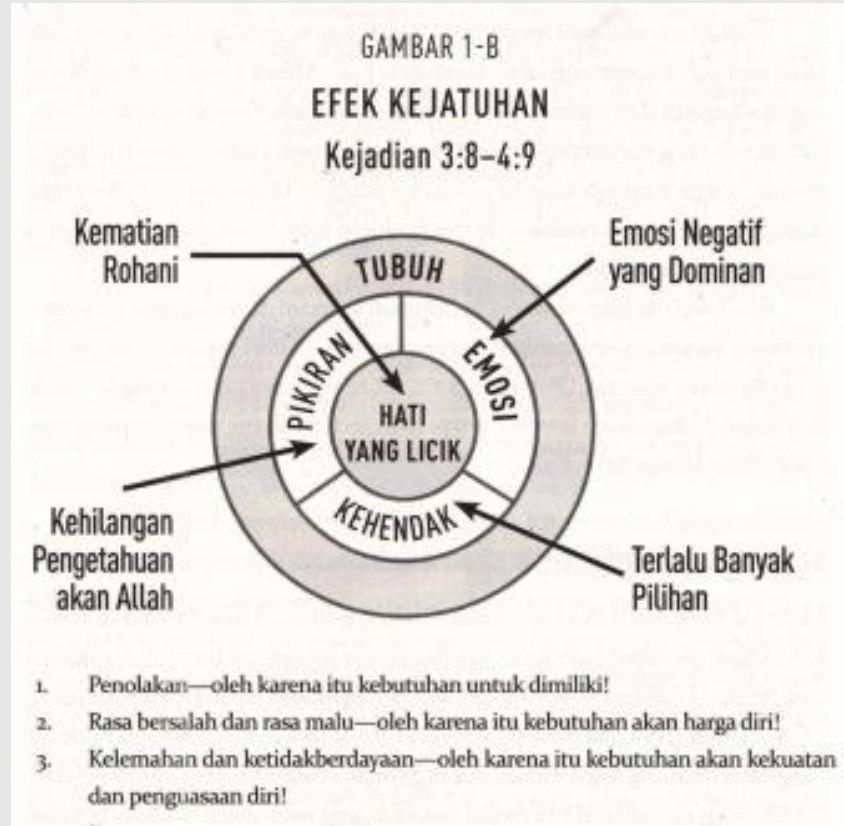 GAMBAR 1-B
EFEK KEJATUHAN
Kejadian 3:8–4:9
Kematian
Rohani
Emosi Negatif
yang Dominan
TUBUH
PIKIRAN
EMOSI
HATI
YANG LICIK
KEHENDAK
Kehilangan
Pengetahuan
akan Allah
Terlalu Banyak
Pilihan
1. Penolakan—oleh karena itu kebutuhan untuk dimiliki!
2. Rasa bersalah dan rasa malu—oleh karena itu kebutuhan akan harga diri!
3. Kelemahan dan ketidakberdayaan—oleh karena itu kebutuhan akan kekuatan
dan penguasaan diri!